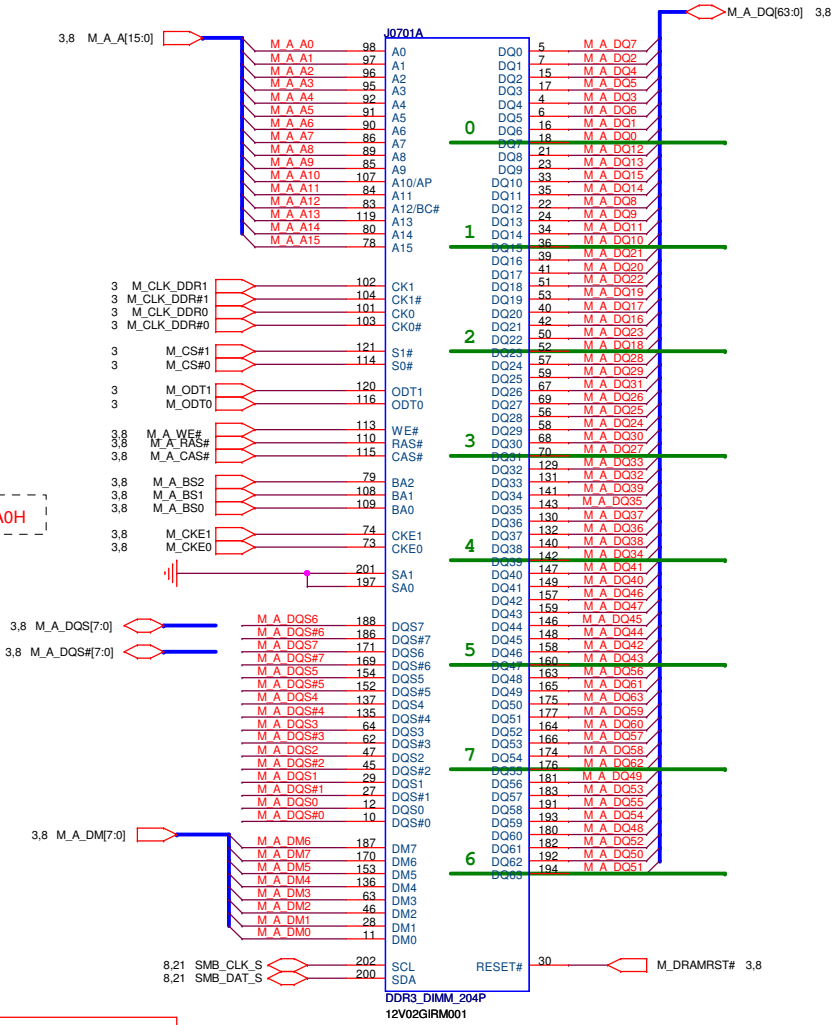 J0701A
3,8 M_A_A[15:0]
M_A_A0 98 A0
M_A_A1 97 A1
M_A_A2 96 A2
M_A_A3 95 A3
M_A_A4 92 A4
M_A_A5 91 A5
M_A_A6 90 A6
M_A_A7 86 A7
M_A_A8 89 A8
M_A_A9 85 A9
M_A_A10 107 A10/AP
M_A_A11 84 A11
M_A_A12 83 A12/BC#
M_A_A13 119 A13
M_A_A14 80 A14
M_A_A15 78 A15
3 M_CLK_DDR1 102 CK1
3 M_CLK_DDR#1 104 CK1#
3 M_CLK_DDR0 101 CK0
3 M_CLK_DDR#0 103 CK0#
3 M_CS#1 121 S1#
3 M_CS#0 114 S0#
3 M_ODT1 120 ODT1
3 M_ODT0 116 ODT0
3,8 M_A_WE# 113 WE#
3,8 M_A_RAS# 110 RAS#
3,8 M_A_CAS# 115 CAS#
3,8 M_A_BS2 79 BA2
3,8 M_A_BS1 108 BA1
3,8 M_A_BS0 109 BA0
A0H
3,8 M_CKE1 74 CKE1
3,8 M_CKE0 73 CKE0
201 SA1
197 SA0
3,8 M_A_DQS[7:0]
3,8 M_A_DQS#[7:0]
M_A_DQS6 188 DQS7
M_A_DQS#6 186 DQS#7
M_A_DQS7 171 DQS6
M_A_DQS#7 169 DQS#6
M_A_DQS5 154 DQS5
M_A_DQS#5 152 DQS#5
M_A_DQS4 137 DQS4
M_A_DQS#4 135 DQS#4
M_A_DQS3 64 DQS3
M_A_DQS#3 62 DQS#3
M_A_DQS2 47 DQS2
M_A_DQS#2 45 DQS#2
M_A_DQS1 29 DQS1
M_A_DQS#1 27 DQS#1
M_A_DQS0 12 DQS0
M_A_DQS#0 10 DQS#0
3,8 M_A_DM[7:0]
M_A_DM6 187 DM7
M_A_DM7 170 DM6
M_A_DM5 153 DM5
M_A_DM4 136 DM4
M_A_DM3 63 DM3
M_A_DM2 46 DM2
M_A_DM1 28 DM1
M_A_DM0 11 DM0
8,21 SMB_CLK_S 202 SCL
8,21 SMB_DAT_S 200 SDA
M_A_DQ[63:0] 3,8
DQ0 5 M_A_DQ7
DQ1 7 M_A_DQ2
DQ2 15 M_A_DQ4
DQ3 17 M_A_DQ5
DQ4 4 M_A_DQ3
DQ5 6 M_A_DQ6
0 DQ6 16 M_A_DQ1
DQ7 18 M_A_DQ0
DQ8 21 M_A_DQ12
DQ9 23 M_A_DQ13
DQ10 33 M_A_DQ15
DQ11 35 M_A_DQ14
DQ12 22 M_A_DQ8
DQ13 24 M_A_DQ9
1 DQ14 34 M_A_DQ11
DQ15 36 M_A_DQ10
DQ16 39 M_A_DQ21
DQ17 41 M_A_DQ20
DQ18 51 M_A_DQ22
DQ19 53 M_A_DQ19
DQ20 40 M_A_DQ17
DQ21 42 M_A_DQ16
2 DQ22 50 M_A_DQ23
DQ23 52 M_A_DQ18
DQ24 57 M_A_DQ28
DQ25 59 M_A_DQ29
DQ26 67 M_A_DQ31
DQ27 69 M_A_DQ26
DQ28 56 M_A_DQ25
DQ29 58 M_A_DQ24
3 DQ30 68 M_A_DQ30
DQ31 70 M_A_DQ27
DQ32 129 M_A_DQ33
DQ33 131 M_A_DQ32
DQ34 141 M_A_DQ39
DQ35 143 M_A_DQ35
DQ36 130 M_A_DQ37
DQ37 132 M_A_DQ36
4 DQ38 140 M_A_DQ38
DQ39 142 M_A_DQ34
DQ40 147 M_A_DQ41
DQ41 149 M_A_DQ40
DQ42 157 M_A_DQ46
DQ43 159 M_A_DQ47
DQ44 146 M_A_DQ45
DQ45 148 M_A_DQ44
5 DQ46 158 M_A_DQ42
DQ47 160 M_A_DQ43
DQ48 163 M_A_DQ56
DQ49 165 M_A_DQ61
DQ50 175 M_A_DQ63
DQ51 177 M_A_DQ59
DQ52 164 M_A_DQ60
DQ53 166 M_A_DQ57
7 DQ54 174 M_A_DQ58
DQ55 176 M_A_DQ62
DQ56 181 M_A_DQ49
DQ57 183 M_A_DQ53
DQ58 191 M_A_DQ55
DQ59 193 M_A_DQ54
DQ60 180 M_A_DQ48
DQ61 182 M_A_DQ52
6 DQ62 192 M_A_DQ50
DQ63 194 M_A_DQ51
RESET# 30 M_DRAMRST# 3,8
DDR3_DIMM_204P
12V02GIRM001